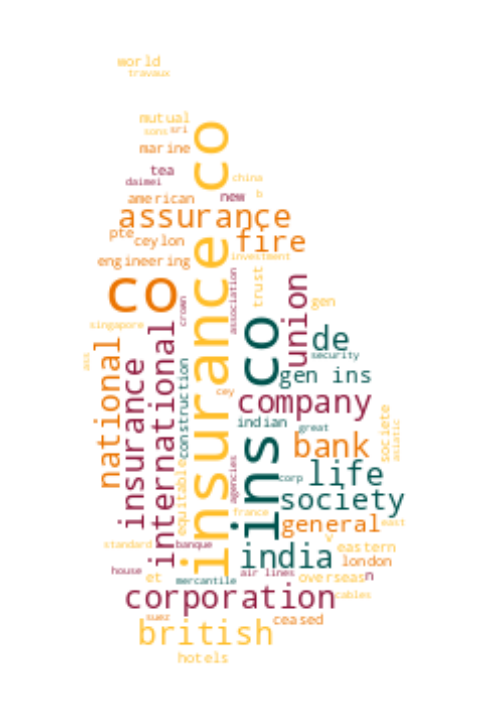 world
travaux
mutual
sons sri
marine
insurance co
tea
china
daimei
american new b
assurance
pte
ceylon fire
engineering investment
co
association
trust
union
gen
crown
singapore
ins co
de
security
ass
national
insurance
international
construction
gen ins
cey
company
indian great
societe
asiatic
bank
equitable
agencies
corp life
society
france
general east
v
standard banque
india eastern
london
house et
mercantile air lines overseas n
corporation cables
suez ceased
british
hotels